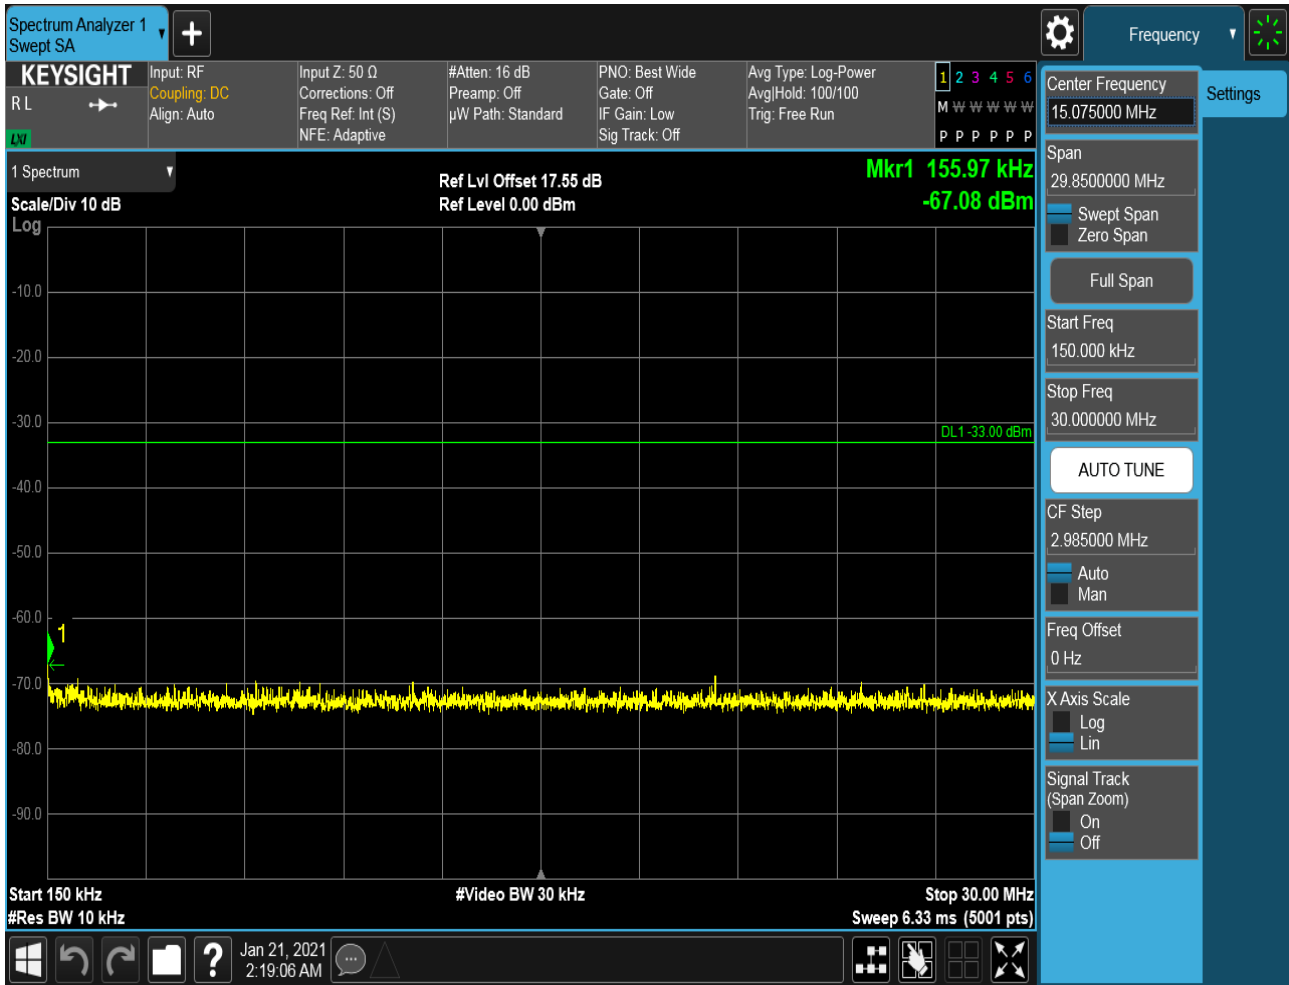 Spectrum Analyzer 1
Swept SA
Frequency
KEYSIGHT
R L
LXI
Input: RF
Coupling: DC
Align: Auto
Input Z: 50 Ω
Corrections: Off
Freq Ref: Int (S)
NFE: Adaptive
#Atten: 16 dB
Preamp: Off
µW Path: Standard
PNO: Best Wide
Gate: Off
IF Gain: Low
Sig Track: Off
Avg Type: Log-Power
Avg|Hold: 100/100
Trig: Free Run
1 2 3 4 5 6
M W W W W W
P P P P P P
1 Spectrum
Scale/Div 10 dB
Log
Ref Lvl Offset 17.55 dB
Ref Level 0.00 dBm
Mkr1 155.97 kHz
-67.08 dBm
-10.0
-20.0
-30.0
DL1 -33.00 dBm
-40.0
-50.0
-60.0
1
-70.0
-80.0
-90.0
Start 150 kHz
#Video BW 30 kHz
Stop 30.00 MHz
#Res BW 10 kHz
Sweep 6.33 ms (5001 pts)
?
Jan 21, 2021
2:19:06 AM
Center Frequency
15.075000 MHz
Settings
Span
29.8500000 MHz
Swept Span
Zero Span
Full Span
Start Freq
150.000 kHz
Stop Freq
30.000000 MHz
AUTO TUNE
CF Step
2.985000 MHz
Auto
Man
Freq Offset
0 Hz
X Axis Scale
Log
Lin
Signal Track
(Span Zoom)
On
Off